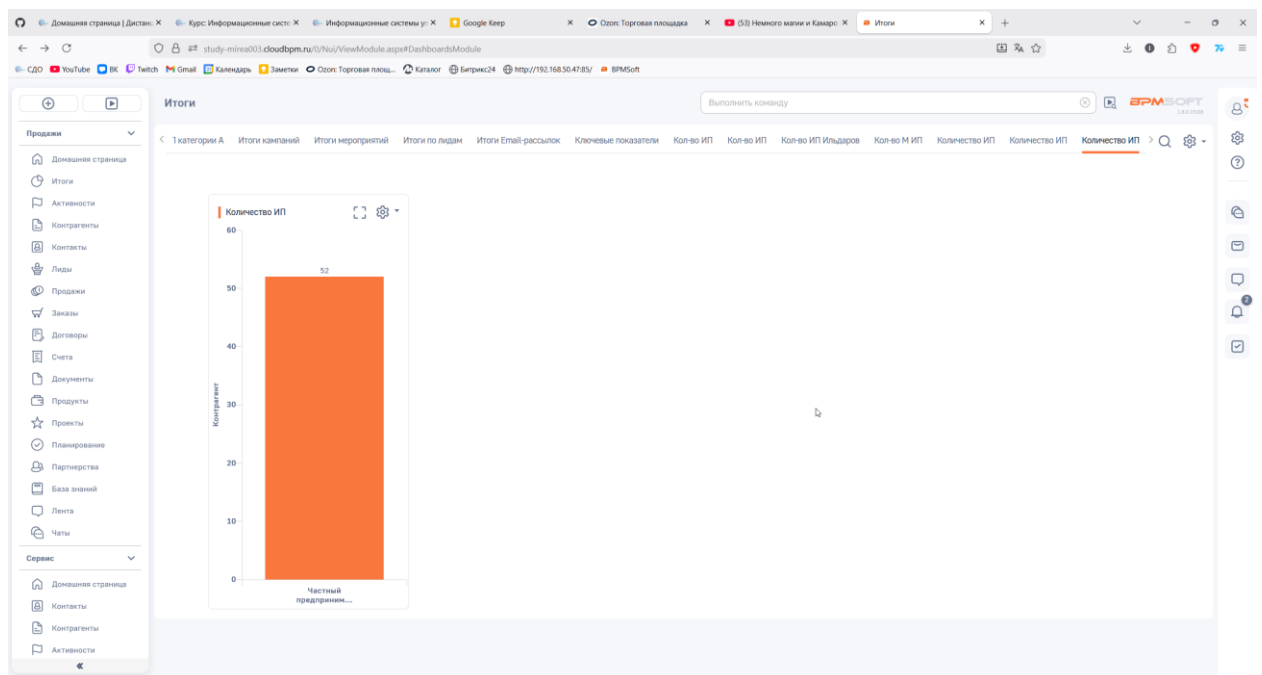 Домашняя страница | Дистан
Курс: Информационные систе
Информационные системы уп
Google Keep
Ozon: Торговая площадка
(53) Немного магии и Камаро
Итоги
study-mirea003.cloudbpm.ru/0/Nui/ViewModule.aspx#DashboardsModule
СДО YouTube ВК Twitch Gmail Календарь Заметки Ozon: Торговая площ... Каталог Битрикс24 http://192.168.50.47:85/ BPMSoft
Итоги
Выполнить команду
BPMSOFT
Продажи
1 категории А Итоги кампаний Итоги мероприятий Итоги по лидам Итоги Email-рассылок Ключевые показатели Кол-во ИП Кол-во ИП Кол-во ИП Ильдаров Кол-во М ИП Количество ИП Количество ИП Количество ИП
Домашняя страница
Итоги
Активности
Контрагенты
Контакты
Лиды
Продажи
Заказы
Договоры
Счета
Документы
Продукты
Проекты
Планирование
Партнерства
База знаний
Лента
Чаты
Сервис
Домашняя страница
Контакты
Контрагенты
Активности
Количество ИП
60
52
50
40
30
20
10
0
Контрагент
Частный
предприним....
2